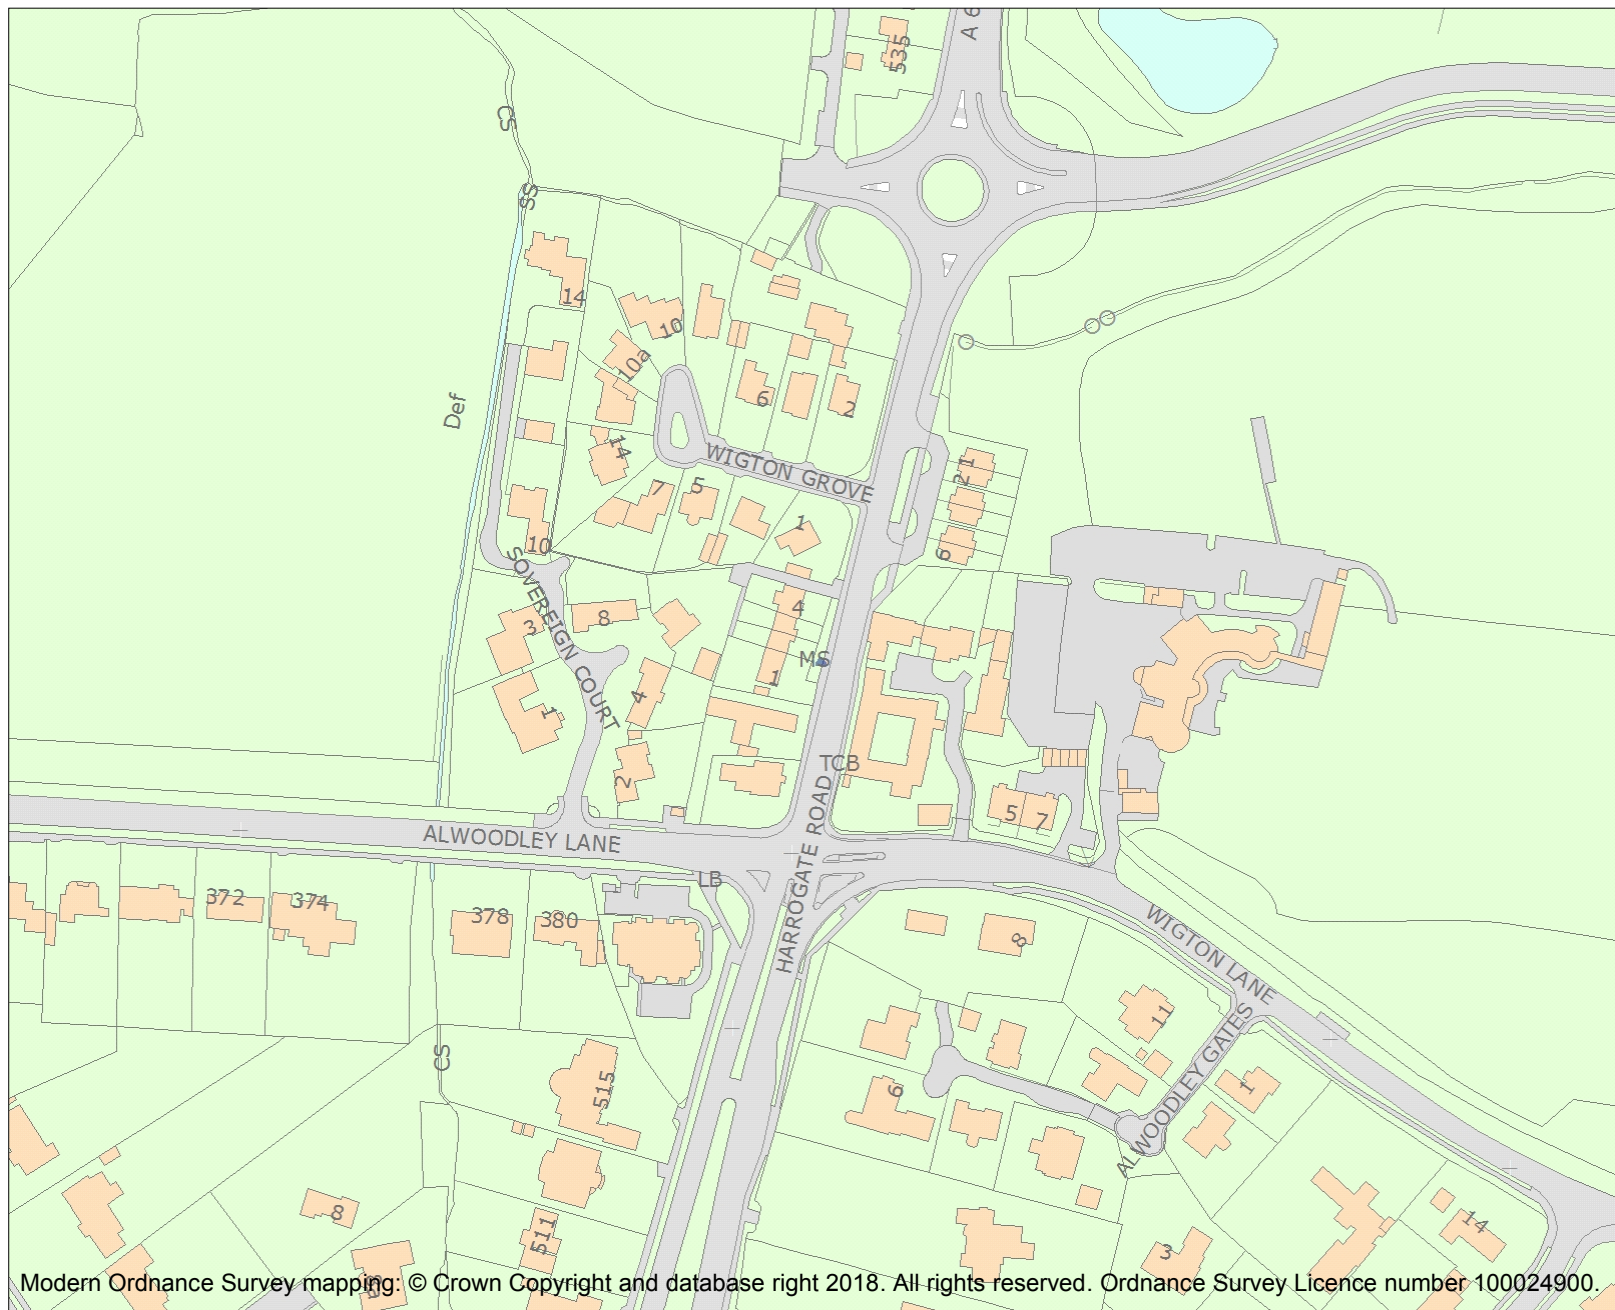 A 6
535
CS
SS
14
10
10a
Def
6
2
14
WIGTON GROVE
21
7
5
1
10
6
SOVEREIGN COURT
3
8
4
MS
1
4
1
TCB
2
5
7
ALWOODLEY LANE
HARROGATE ROAD
LB
372
374
378
380
8
WIGTON LANE
11
ALWOODLEY GATES
CS
515
6
1
8
511
3
14
Modern Ordnance Survey mapping: © Crown Copyright and database right 2018. All rights reserved. Ordnance Survey Licence number 100024900.